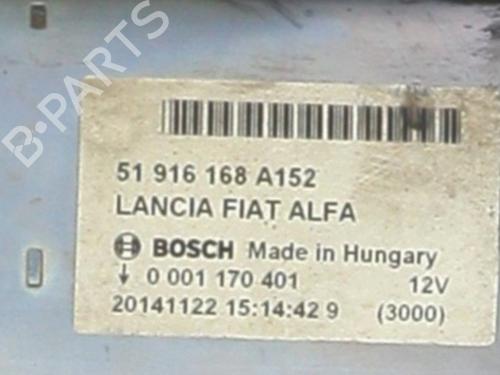 B-PARTS
51 916 168 A152
LANCIA FIAT ALFA
BOSCH Made in Hungary
↓ 0 001 170 401 12V
20141122 15:14:42 9 (3000)